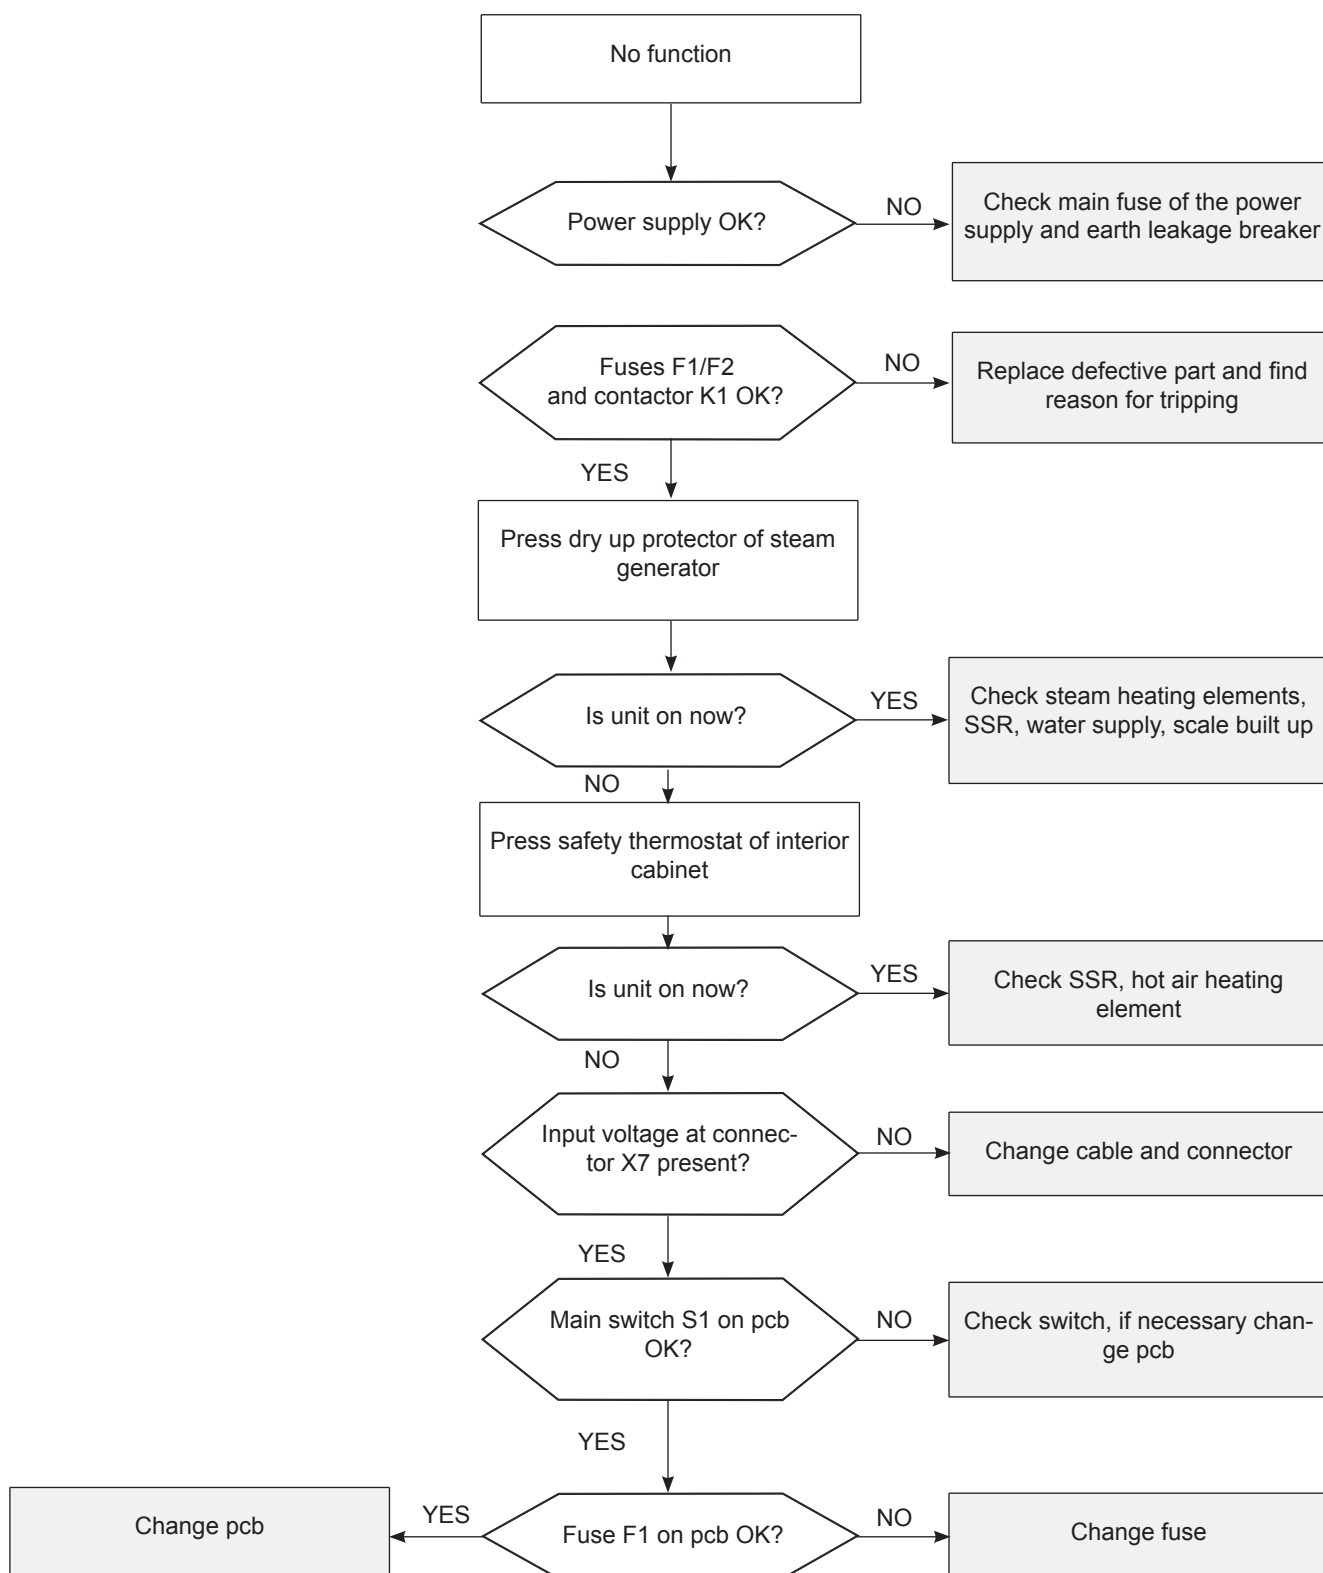 No function
Power supply OK?
NO
Check main fuse of the power
supply and earth leakage breaker
Fuses F1/F2
and contactor K1 OK?
NO
Replace defective part and find
reason for tripping
YES
Press dry up protector of steam
generator
Is unit on now?
YES
Check steam heating elements,
SSR, water supply, scale built up
NO
Press safety thermostat of interior
cabinet
Is unit on now?
YES
Check SSR, hot air heating
element
NO
Input voltage at connec-
tor X7 present?
NO
Change cable and connector
YES
Main switch S1 on pcb
OK?
NO
Check switch, if necessary chan-
ge pcb
YES
Change pcb
YES
Fuse F1 on pcb OK?
NO
Change fuse